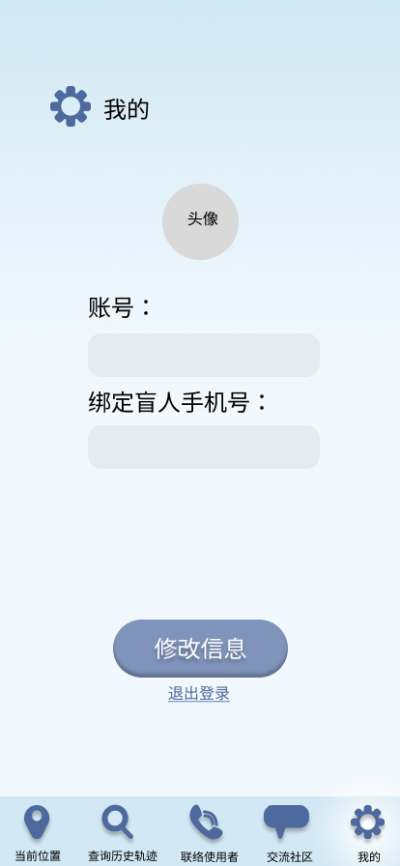 我的
头像
账号：
绑定盲人手机号：
修改信息
退出登录
当前位置
查询历史轨迹
联络使用者
交流社区
我的